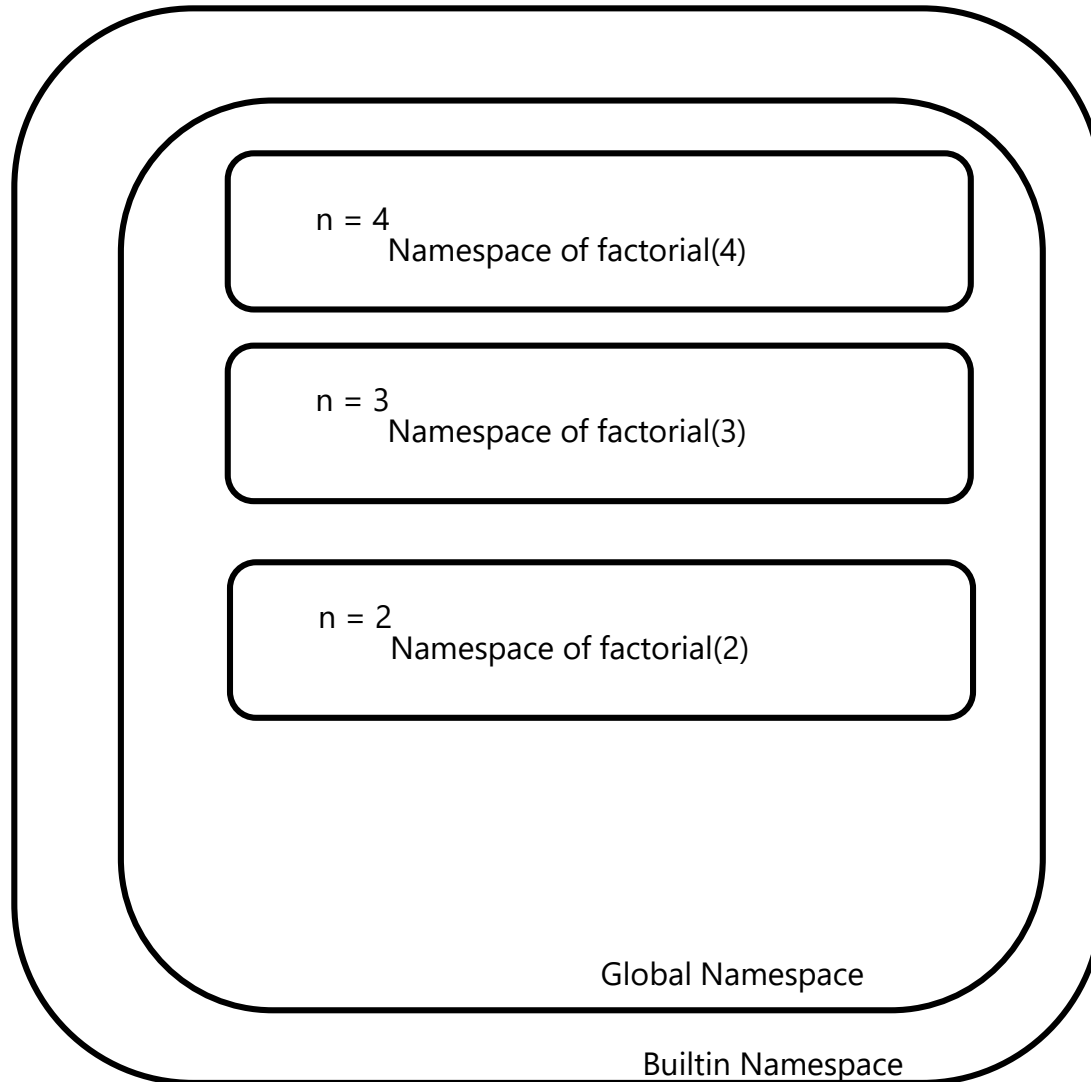 n = 4
Namespace of factorial(4)
n = 3
Namespace of factorial(3)
n = 2
Namespace of factorial(2)
Global Namespace
Builtin Namespace